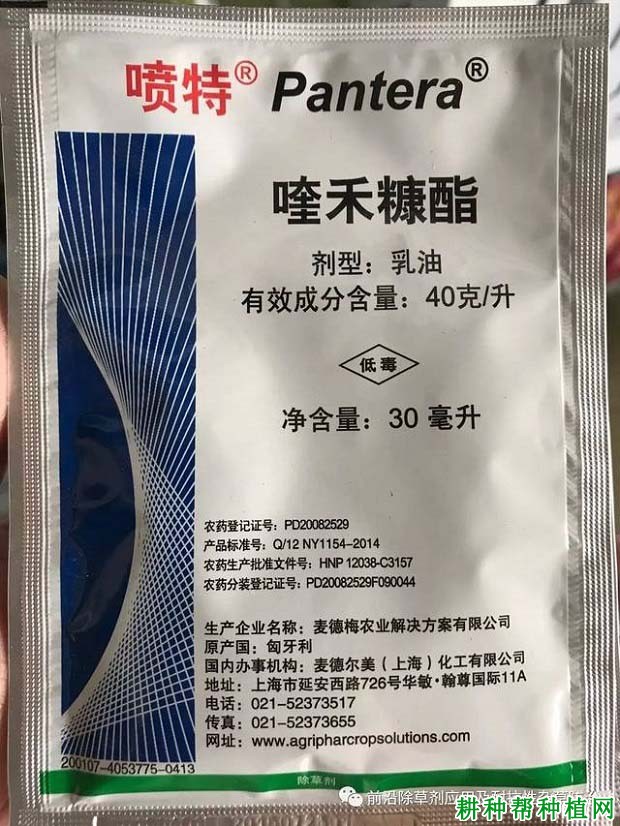 喷特® Pantera®
喹禾糠酯
剂型：乳油
有效成分含量：40克/升
低毒
净含量：30 毫升
农药登记证号：PD20082529
产品标准号：Q/12 NY1154-2014
农药生产批准文件号：HNP 12038-C3157
农药分装登记证号：PD20082529F090044
生产企业名称：麦德梅农业解决方案有限公司
原产国：匈牙利
国内办事机构：麦德尔美（上海）化工有限公司
地址：上海市延安西路726号华敏·翰尊国际11A
电话：021-52373517
传真：021-52373655
网址：www.agripharcropsolutions.com
200107-4053775-0413
除草剂
前沿除草剂应用及
耕种帮种植网